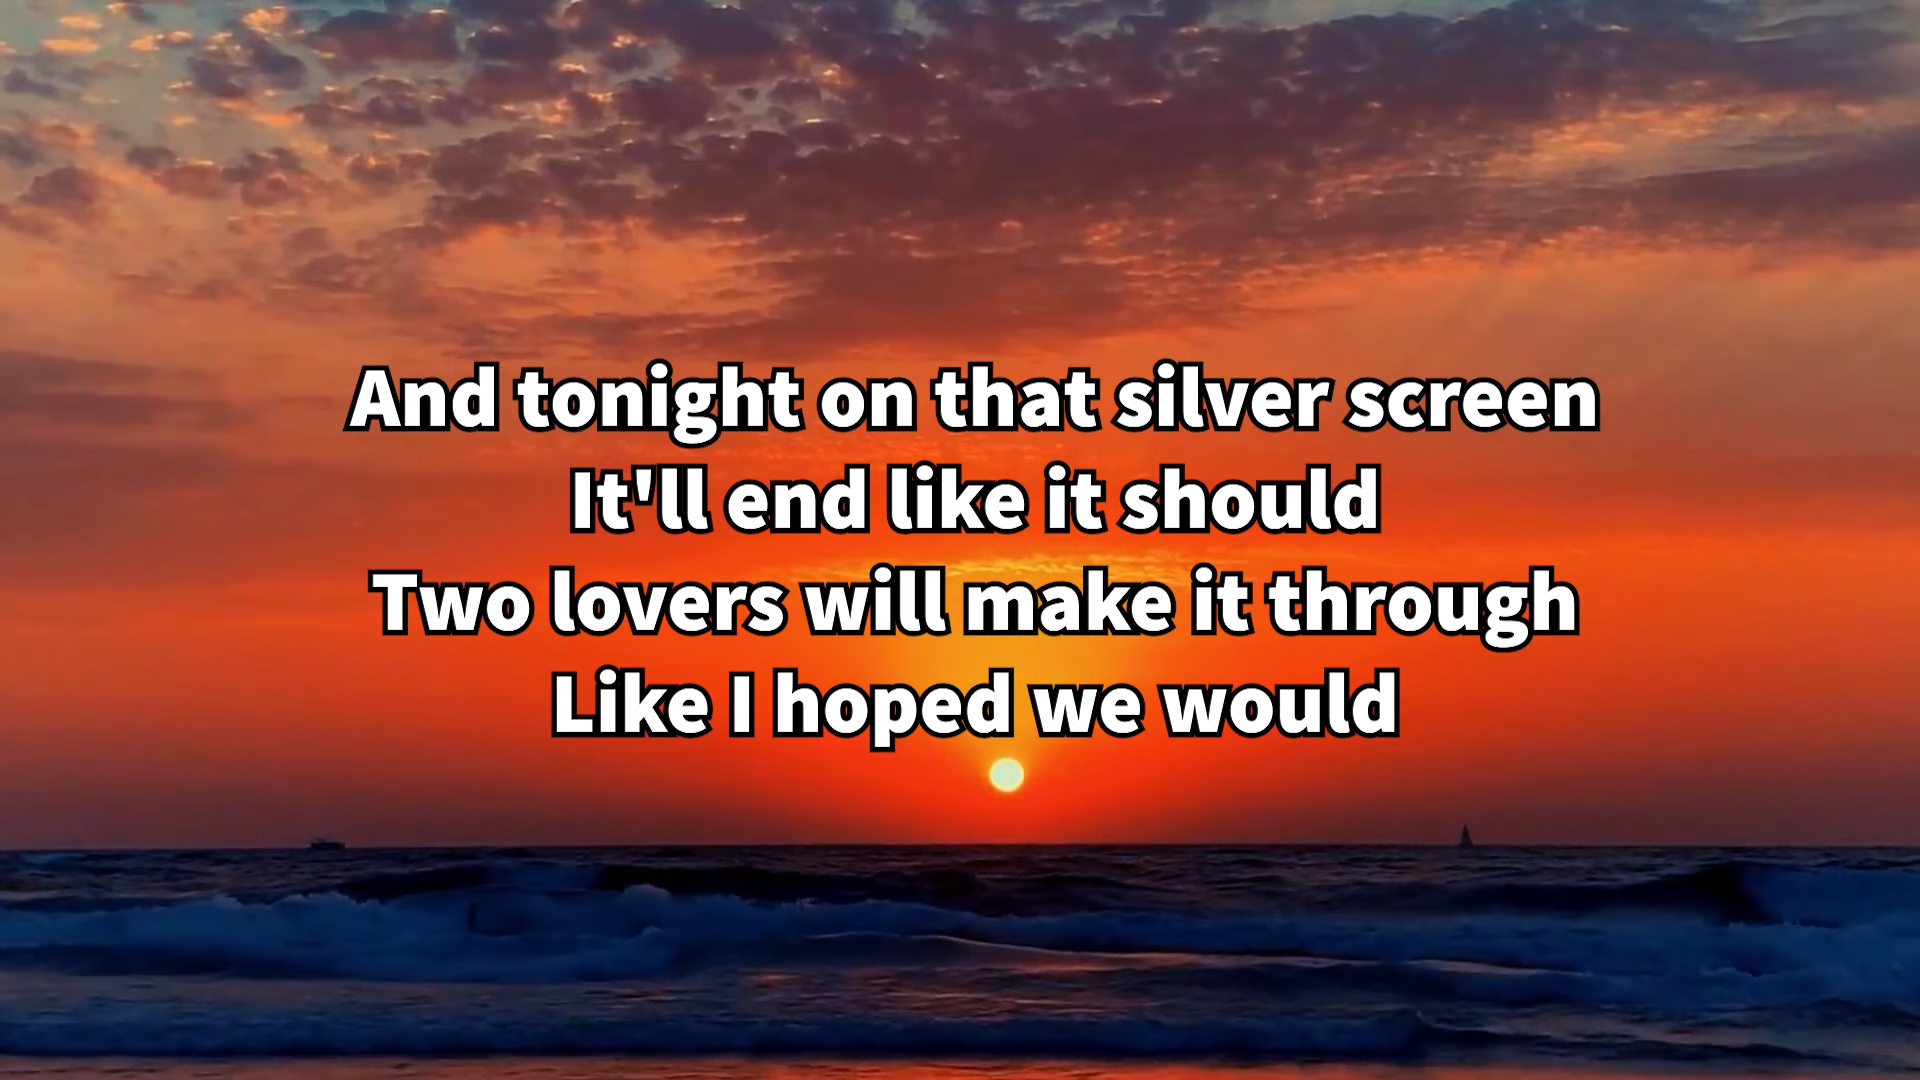 And tonight on that silver screen
It'll end like it should
Two lovers will make it through
Like I hoped we would